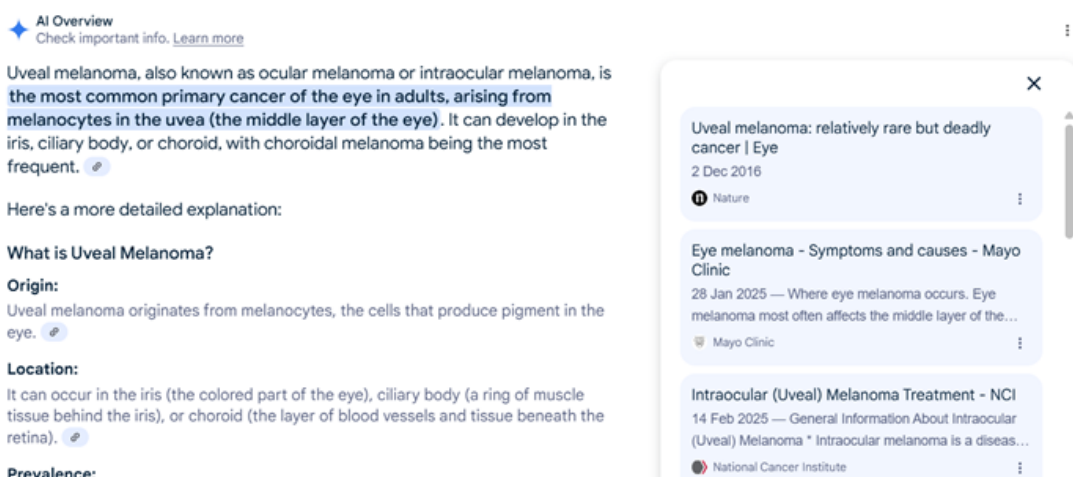 AI Overview
Check important info. Learn more
Uveal melanoma, also known as ocular melanoma or intraocular melanoma, is
the most common primary cancer of the eye in adults, arising from
melanocytes in the uvea (the middle layer of the eye). It can develop in the
iris, ciliary body, or choroid, with choroidal melanoma being the most
frequent.
Here's a more detailed explanation:
What is Uveal Melanoma?
Origin:
Uveal melanoma originates from melanocytes, the cells that produce pigment in the
eye.
Location:
It can occur in the iris (the colored part of the eye), ciliary body (a ring of muscle
tissue behind the iris), or choroid (the layer of blood vessels and tissue beneath the
retina).
Prevalence:
Uveal melanoma: relatively rare but deadly
cancer | Eye
2 Dec 2016
Nature
Eye melanoma - Symptoms and causes - Mayo
Clinic
28 Jan 2025 — Where eye melanoma occurs. Eye
melanoma most often affects the middle layer of the...
Mayo Clinic
Intraocular (Uveal) Melanoma Treatment - NCI
14 Feb 2025 — General Information About Intraocular
(Uveal) Melanoma * Intraocular melanoma is a diseas...
National Cancer Institute